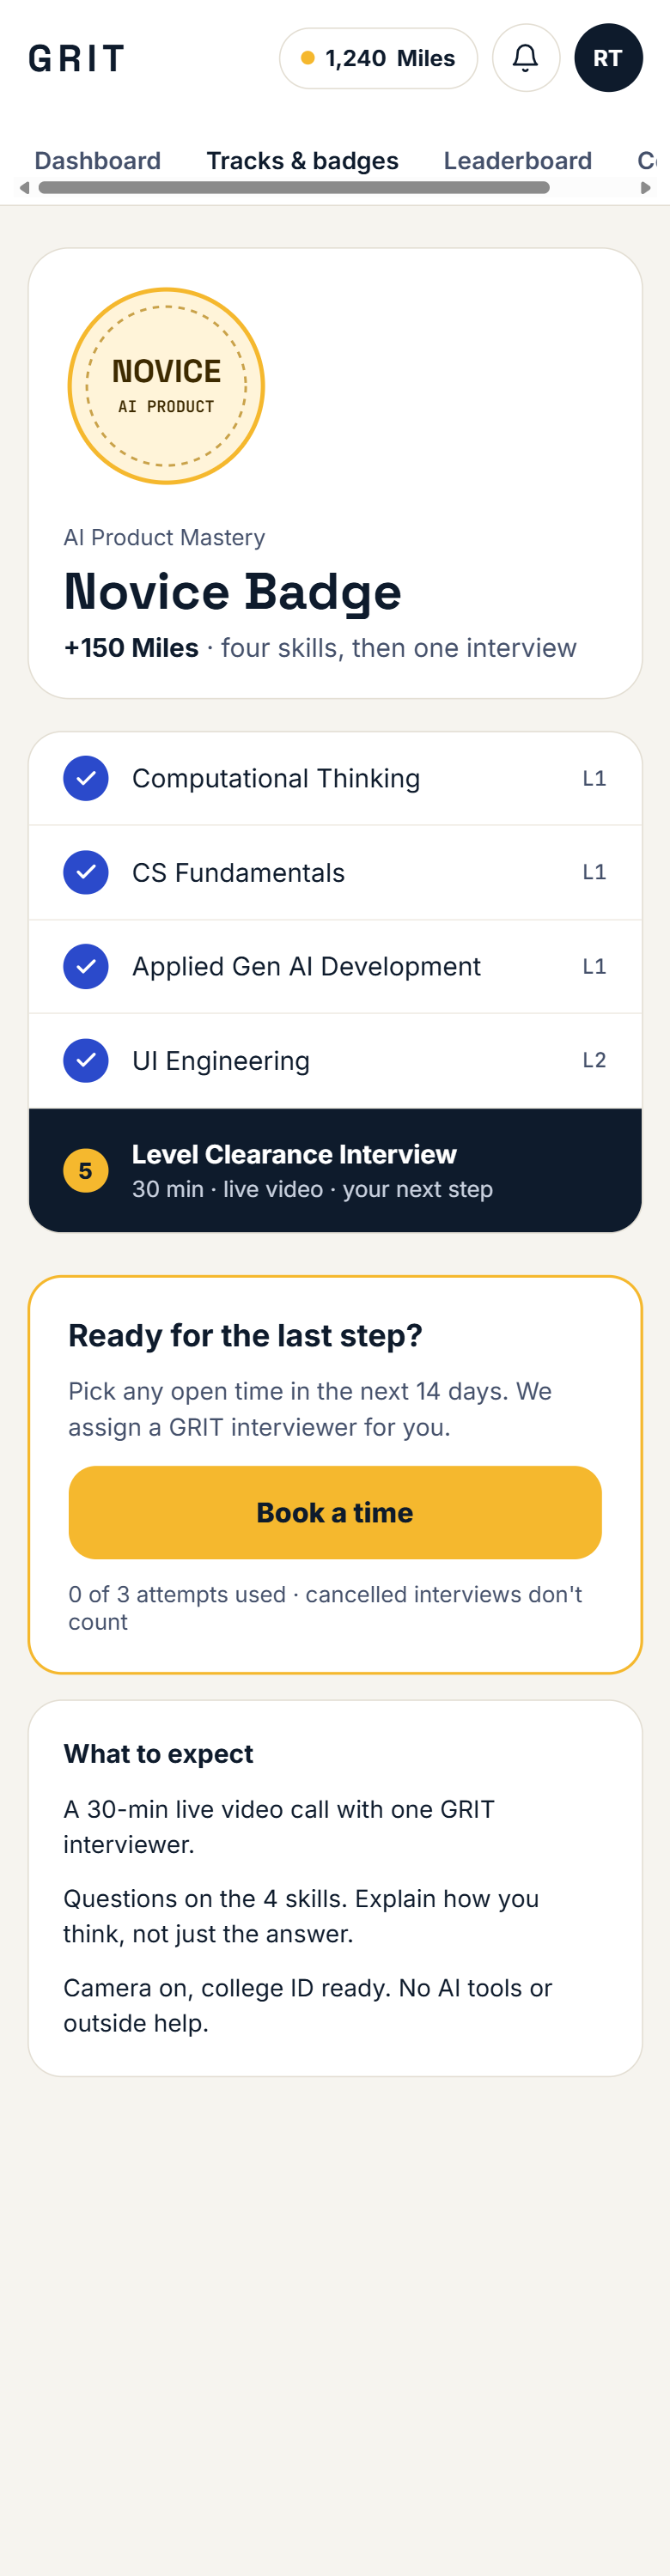 GRIT
1,240 Miles
RT
Dashboard
Tracks & badges
Leaderboard
NOVICE
AI PRODUCT
AI Product Mastery
Novice Badge
+150 Miles · four skills, then one interview
Computational Thinking L1
CS Fundamentals L1
Applied Gen AI Development L1
UI Engineering L2
5
Level Clearance Interview
30 min · live video · your next step
Ready for the last step?
Pick any open time in the next 14 days. We
assign a GRIT interviewer for you.
Book a time
0 of 3 attempts used · cancelled interviews don't
count
What to expect
A 30-min live video call with one GRIT
interviewer.
Questions on the 4 skills. Explain how you
think, not just the answer.
Camera on, college ID ready. No AI tools or
outside help.